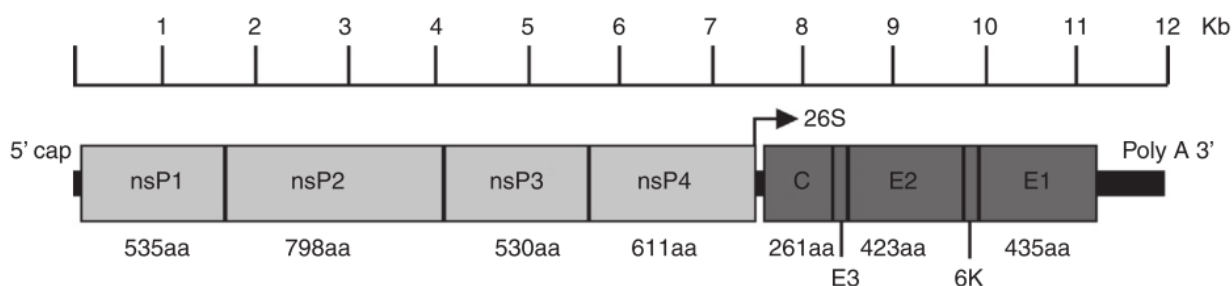 1 2 3 4 5 6 7 8 9 10 11 12 Kb
26S
5' cap Poly A 3'
nsP1 nsP2 nsP3 nsP4 C E2 E1
535aa 798aa 530aa 611aa 261aa 423aa 435aa
E3 6K